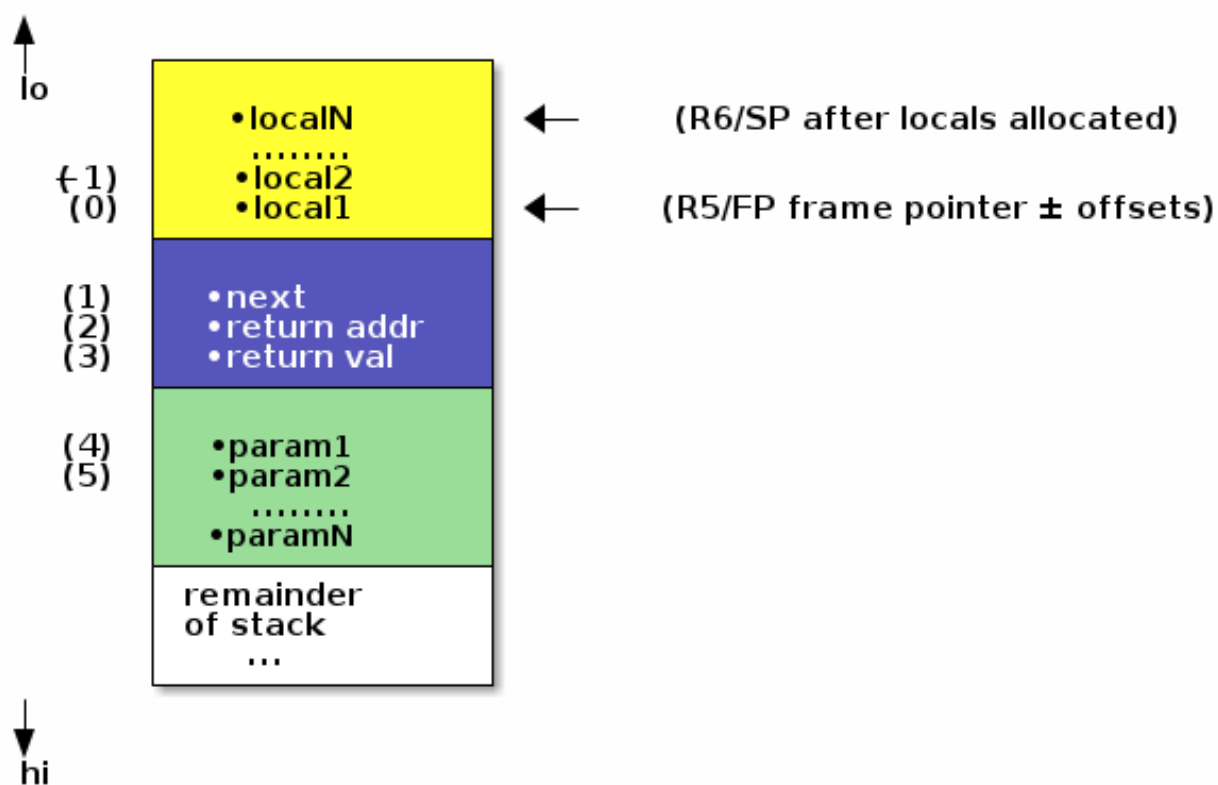 lo
•localN
(R6/SP after locals allocated)
........
(-1)
•local2
(0)
•local1
(R5/FP frame pointer ± offsets)
(1)
•next
(2)
•return addr
(3)
•return val
(4)
•param1
(5)
•param2
........
•paramN
remainder
of stack
...
hi